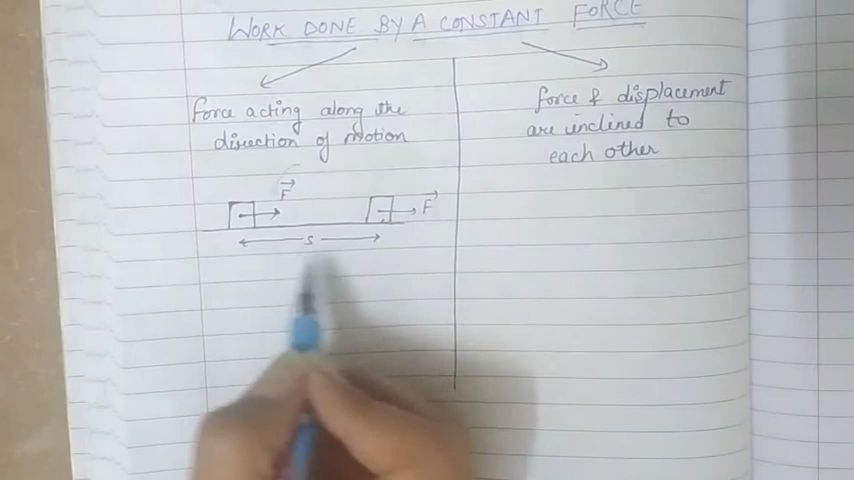 WORK DONE BY A CONSTANT FORCE
force acting along the
direction of motion
F
F
s
force & displacement
are inclined to
each other